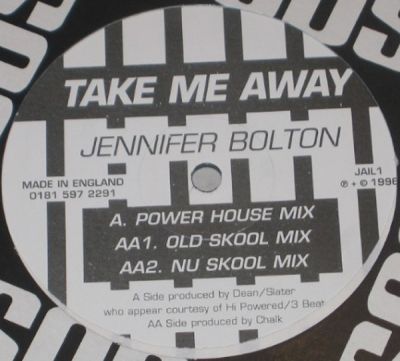 TAKE ME AWAY
JENNIFER BOLTON
MADE IN ENGLAND
0181 597 2291
JAIL1
℗ + © 1996
A. POWER HOUSE MIX
AA1. OLD SKOOL MIX
AA2. NU SKOOL MIX
A Side produced by Dean/Slater
who appear courtesy of Hi Powered/3 Beat
AA Side produced by Chalk